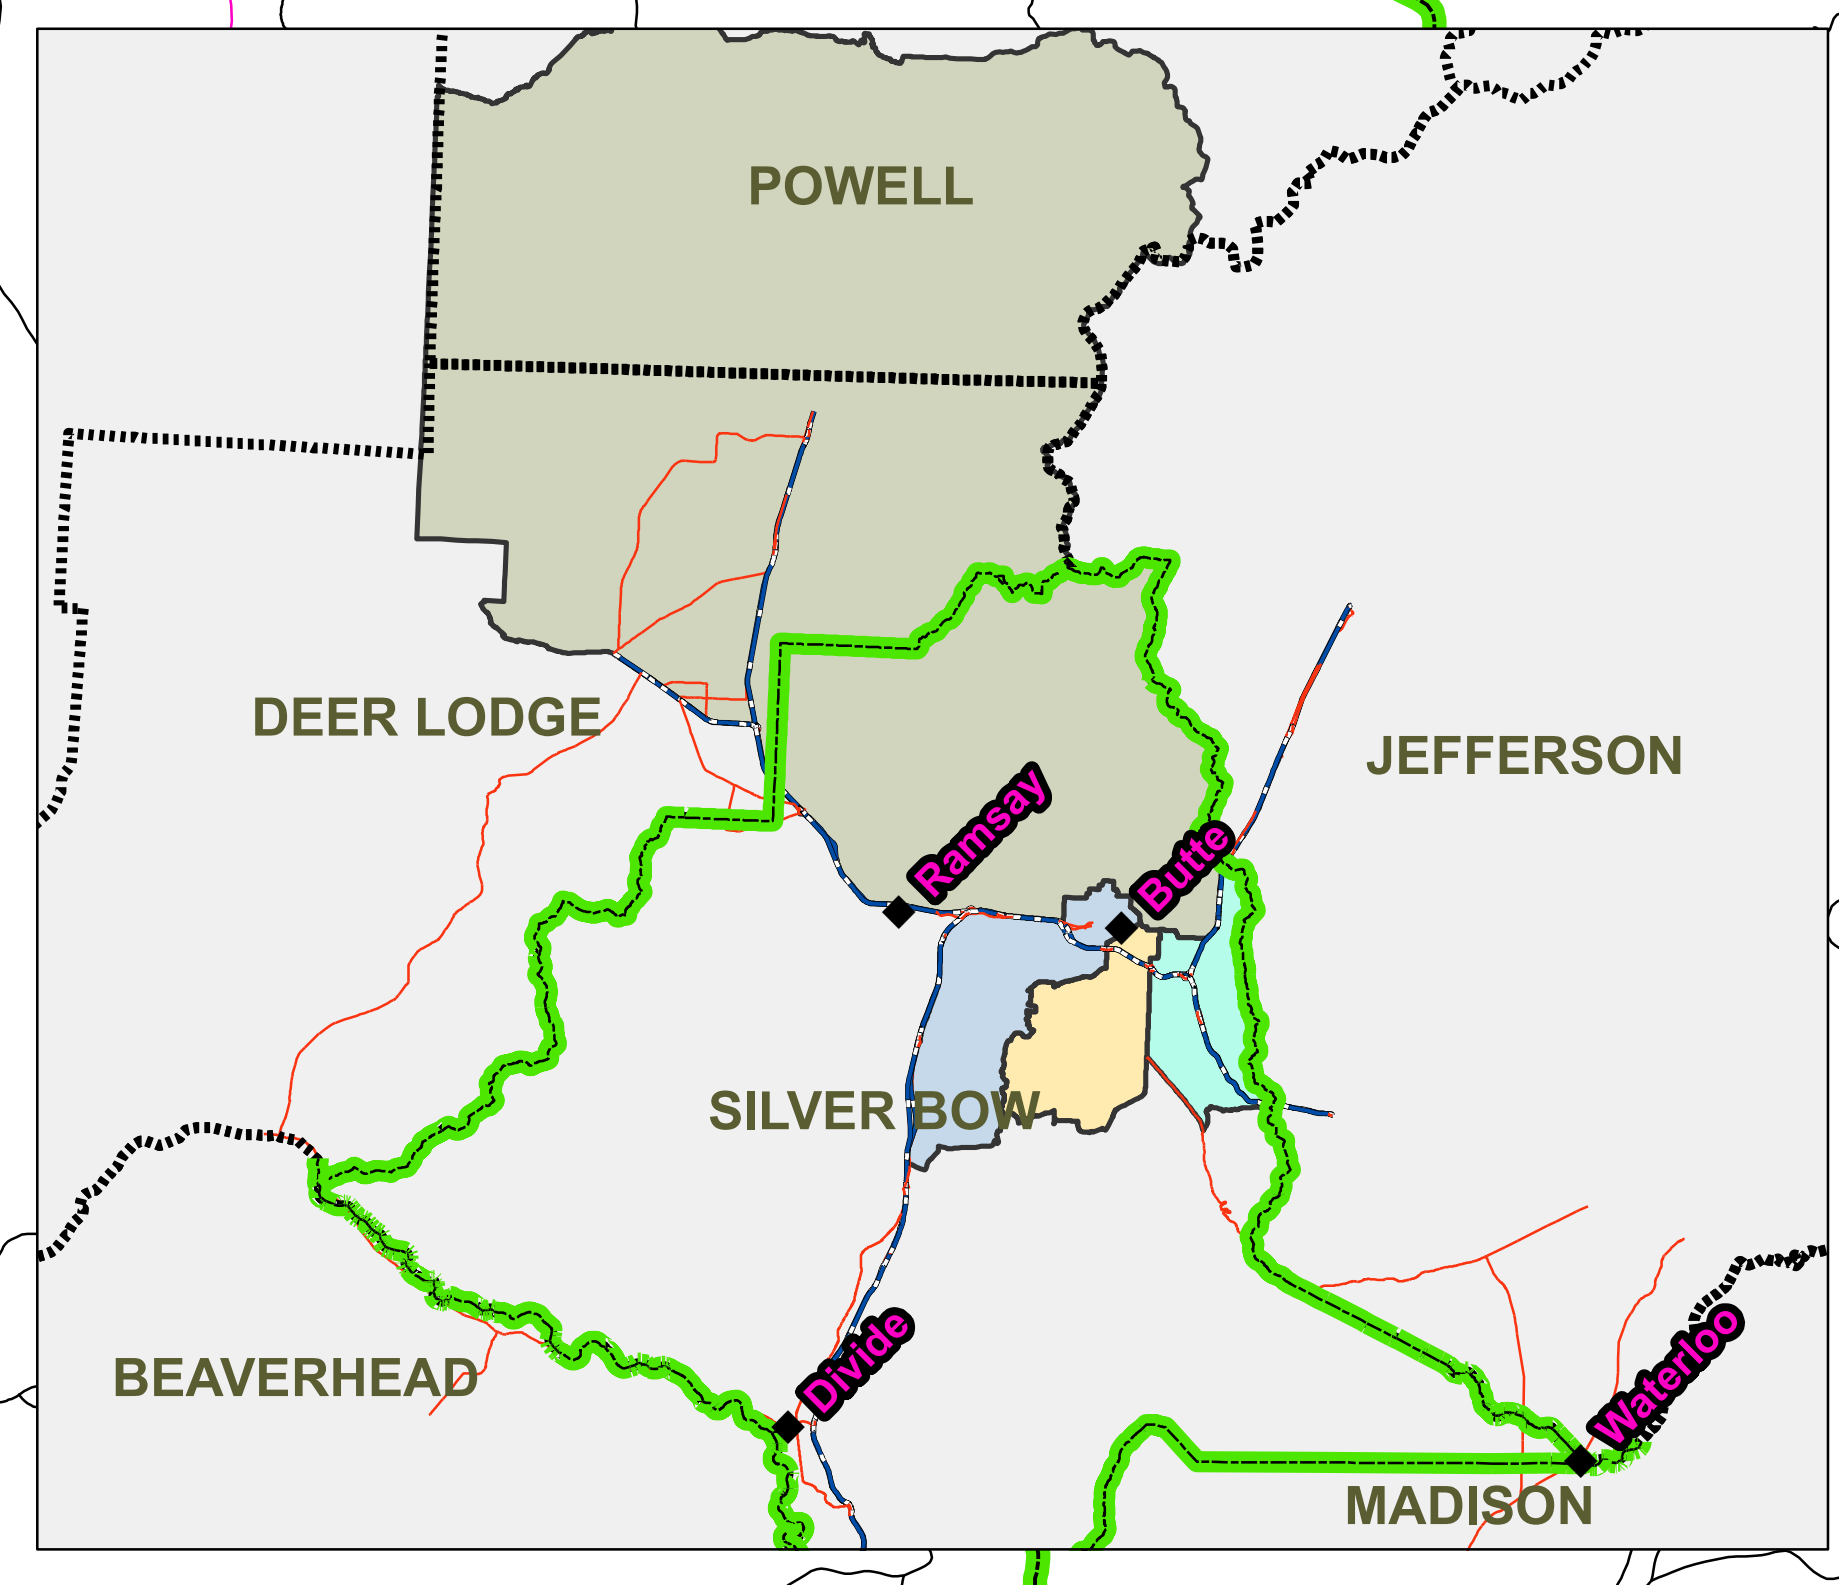 POWELL
DEER LODGE
JEFFERSON
Ramsay
Butte
SILVER BOW
BEAVERHEAD
Divide
Waterloo
MADISON